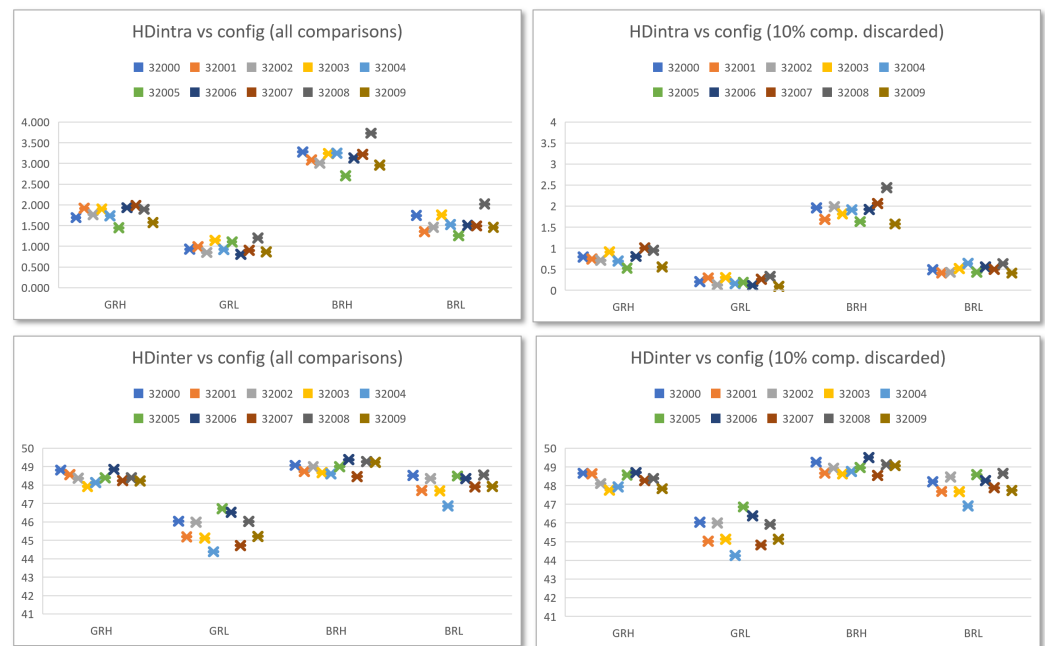 HDintra vs config (all comparisons)
32000 32001 32002 32003 32004
32005 32006 32007 32008 32009
4.000
3.500
3.000
2.500
2.000
1.500
1.000
0.500
0.000
GRH GRL BRH BRL
HDintra vs config (10% comp. discarded)
32000 32001 32002 32003 32004
32005 32006 32007 32008 32009
4
3.5
3
2.5
2
1.5
1
0.5
0
GRH GRL BRH BRL
HDinter vs config (all comparisons)
32000 32001 32002 32003 32004
32005 32006 32007 32008 32009
50
49
48
47
46
45
44
43
42
41
GRH GRL BRH BRL
HDinter vs config (10% comp. discarded)
32000 32001 32002 32003 32004
32005 32006 32007 32008 32009
50
49
48
47
46
45
44
43
42
41
GRH GRL BRH BRL